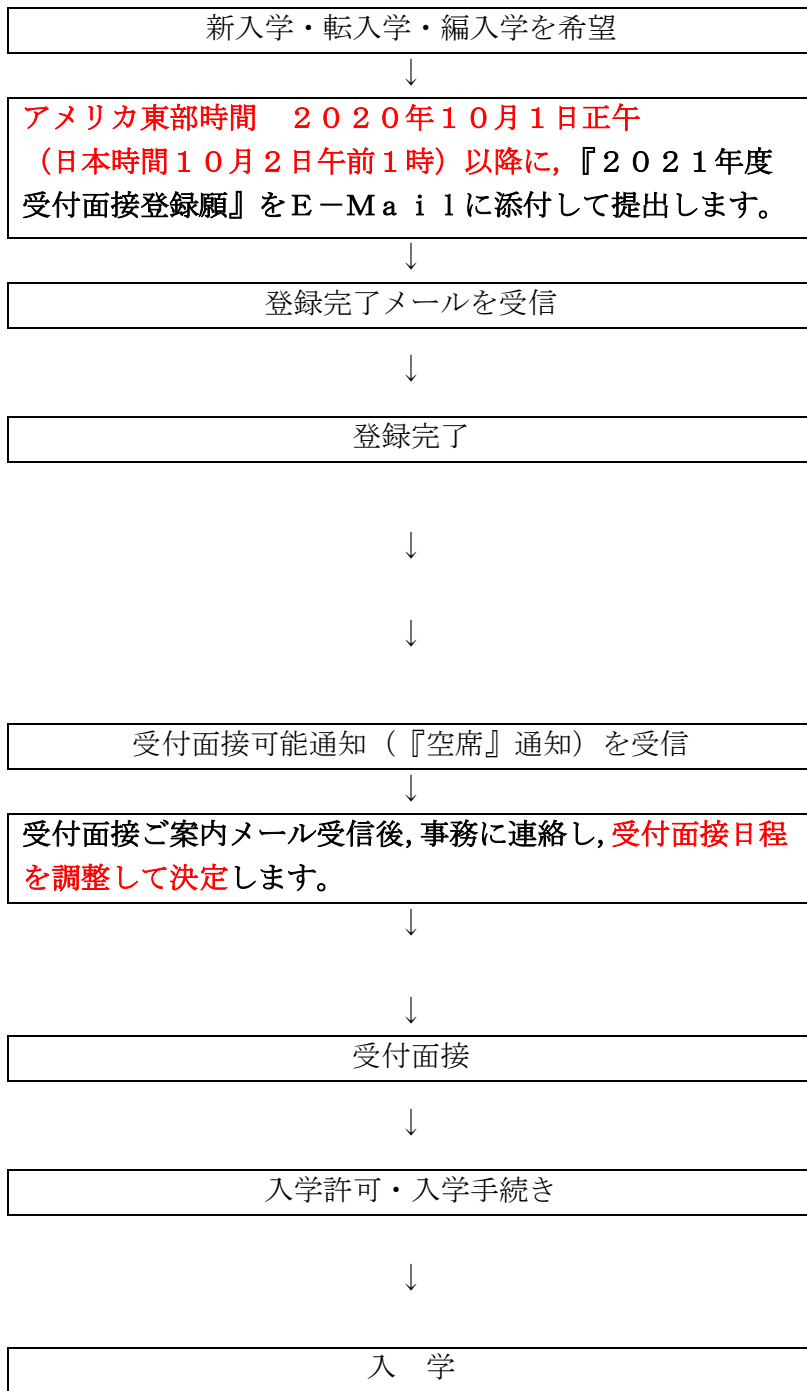 新入学・転入学・編入学を希望
↓
アメリカ東部時間　２０２０年１０月１日正午
（日本時間１０月２日午前１時）以降に,『２０２１年度
受付面接登録願』をＥ－Ｍａｉｌに添付して提出します。
↓
登録完了メールを受信
↓
登録完了
↓
↓
受付面接可能通知（『空席』通知）を受信
↓
受付面接ご案内メール受信後,事務に連絡し,受付面接日程
を調整して決定します。
↓
↓
受付面接
↓
入学許可・入学手続き
↓
入　学